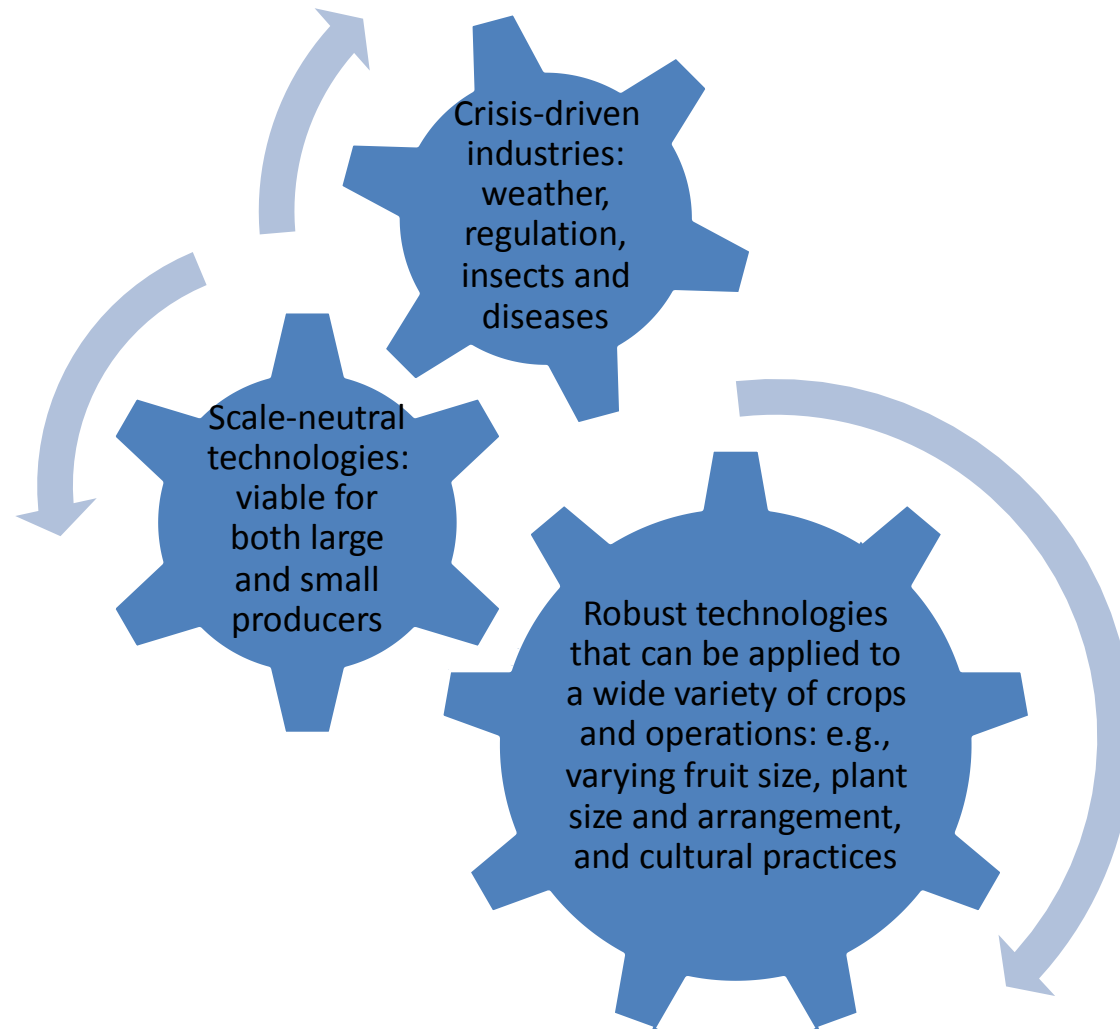 Crisis-driven
industries:
weather,
regulation,
insects and
diseases
Scale-neutral
technologies:
viable for
both large
and small
producers
Robust technologies
that can be applied to
a wide variety of crops
and operations: e.g.,
varying fruit size, plant
size and arrangement,
and cultural practices